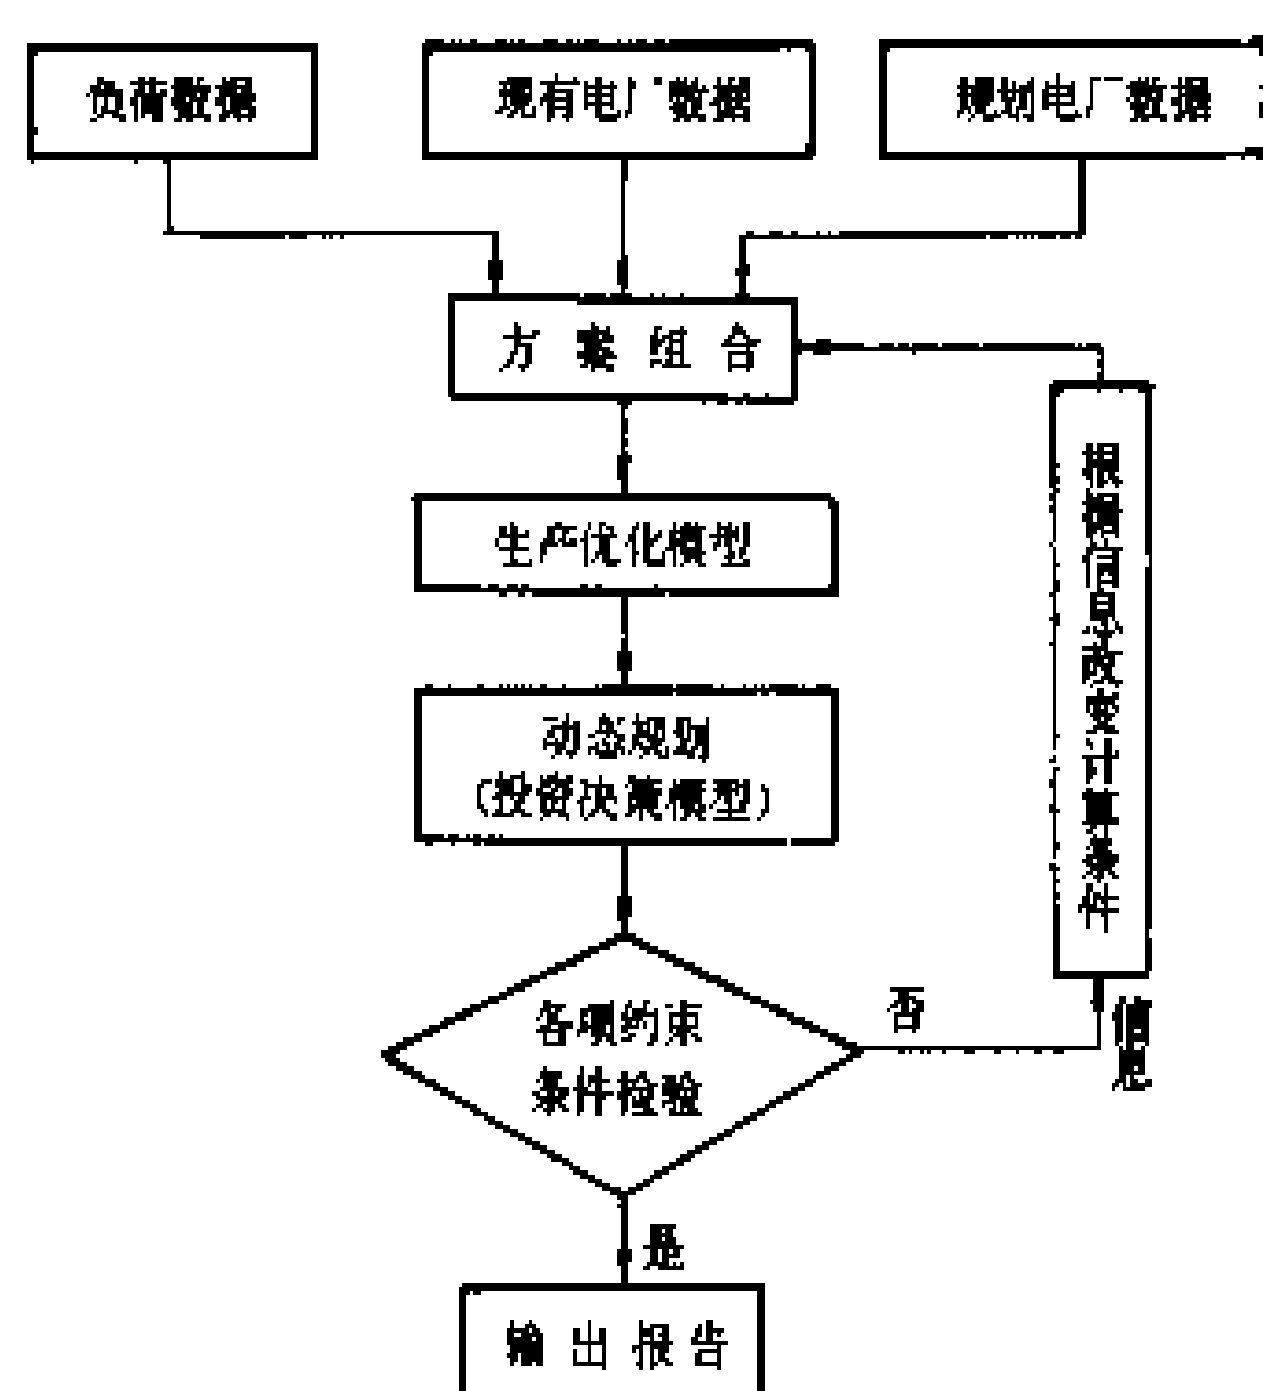 负荷数据
现有电厂数据
规划电厂数据
方案组合
生产优化模型
动态规划
(投资决策模型)
根据信息改变计算条件
各项约束
条件检验
否
信息
是
输出报告